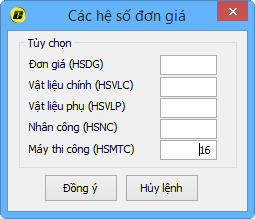 Các hệ số đơn giá
Tùy chọn
Đơn giá (HSDG)
Vật liệu chính (HSVLC)
Vật liệu phụ (HSVLP)
Nhân công (HSNC)
Máy thi công (HSMTC) 16
Đồng ý Hủy lệnh